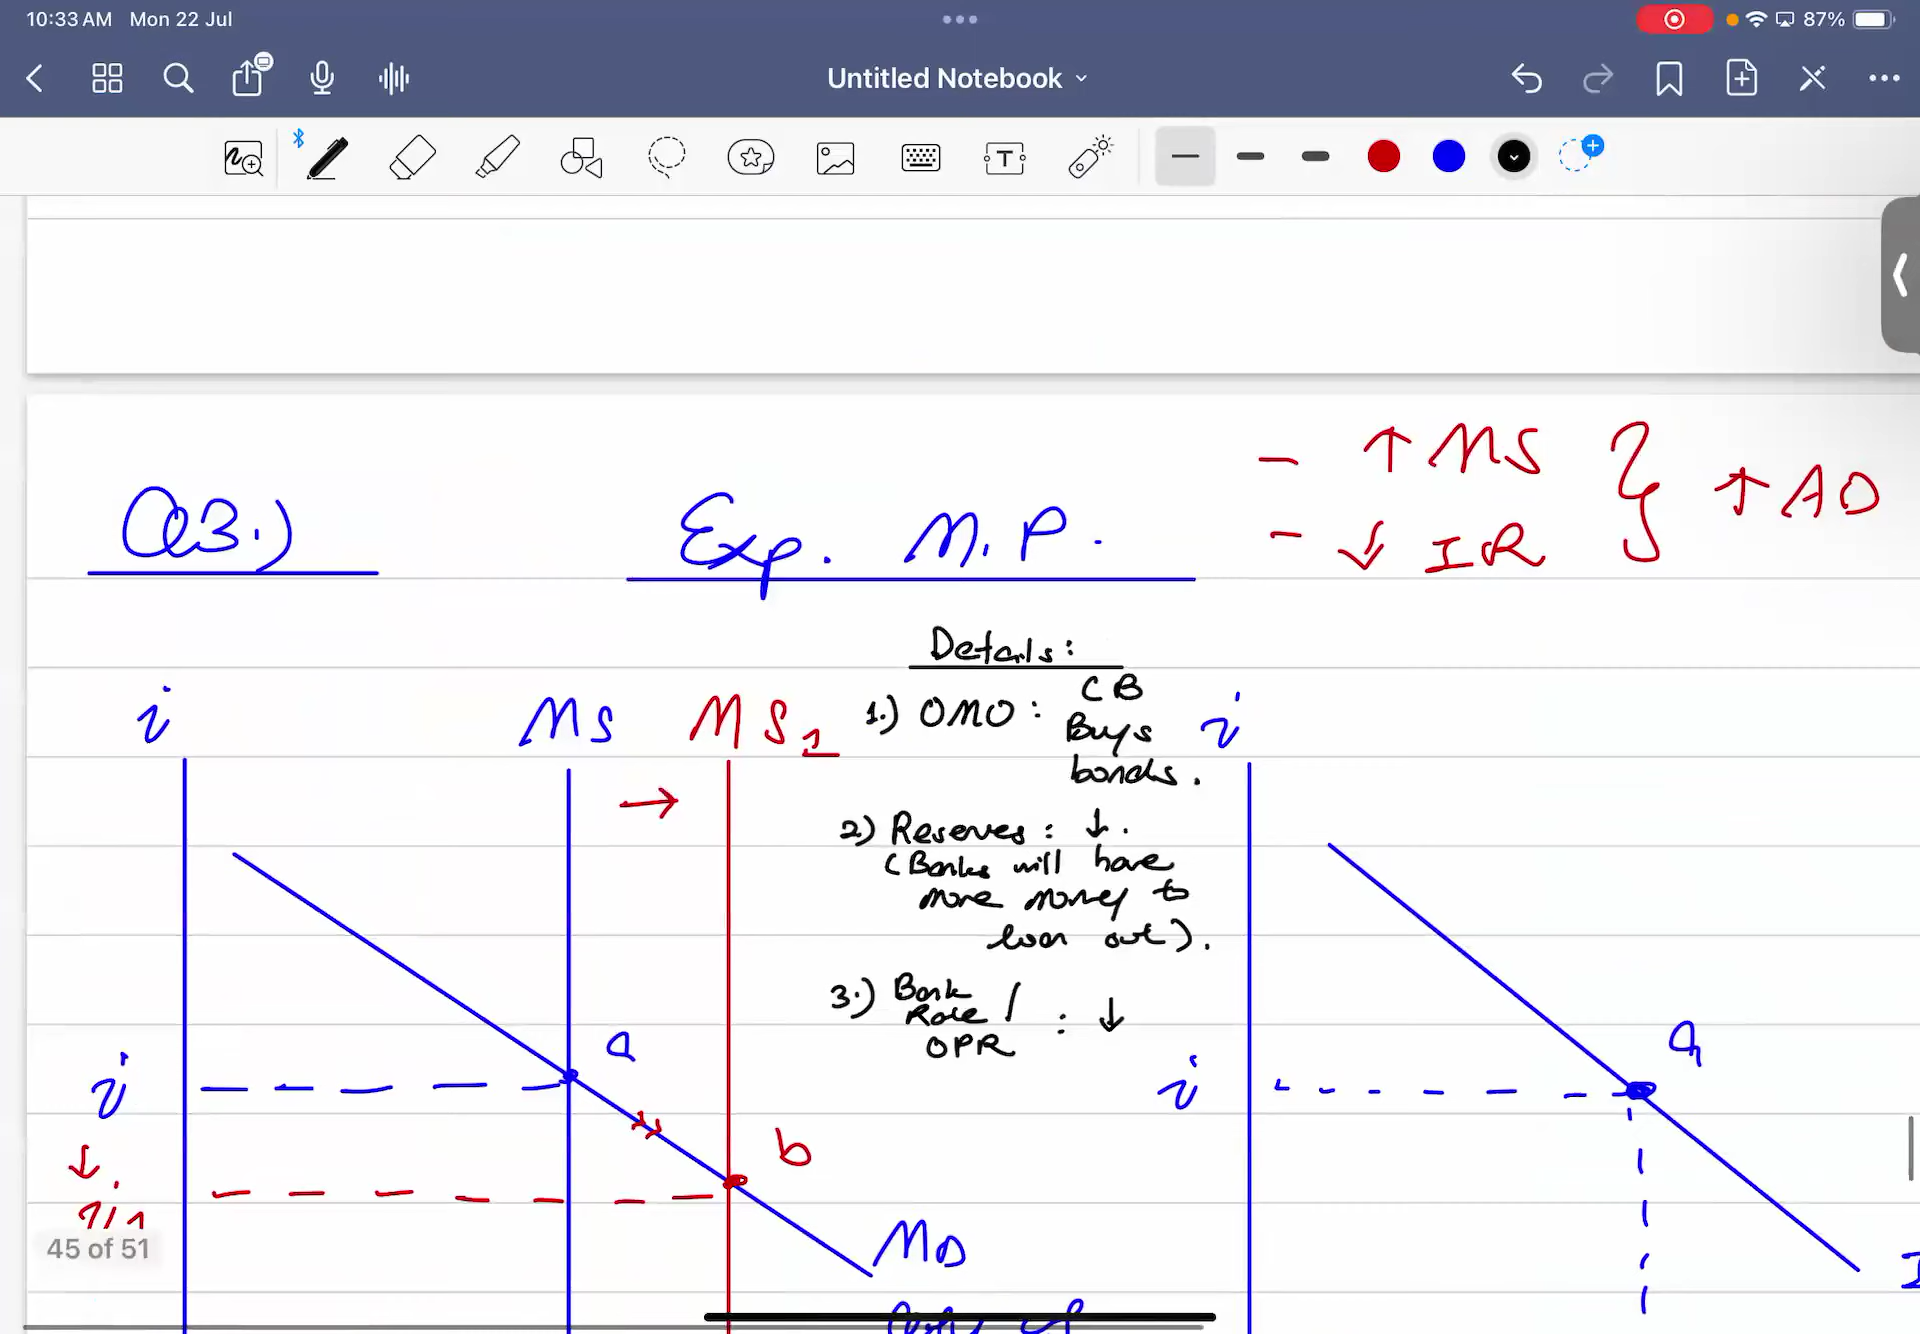 10:33 AM Mon 22 Jul
87%
Untitled Notebook
T
Q3.)
Exp. M.P.
- ↑ MS
- ↓ IR
} ↑ AD
Details:
1.) OMO: CB
Buys
bonds.
2) Reserves: ↓.
(Banks will have
more money to
loan out).
3.) Bank
Rate /
OPR : ↓
i
MS
→
MS1
a
i
↓
i1
b
MD
i
a
i
45 of 51